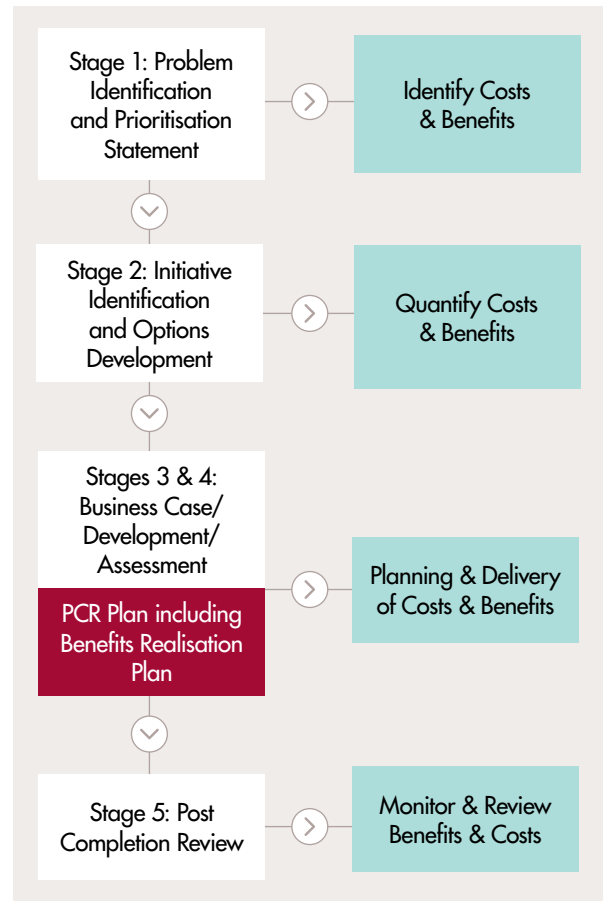 Stage 1: Problem
Identification
and Prioritisation
Statement
Identify Costs
& Benefits
Stage 2: Initiative
Identification
and Options
Development
Quantify Costs
& Benefits
Stages 3 & 4:
Business Case/
Development/
Assessment
PCR Plan including
Benefits Realisation
Plan
Planning & Delivery
of Costs & Benefits
Stage 5: Post
Completion Review
Monitor & Review
Benefits & Costs